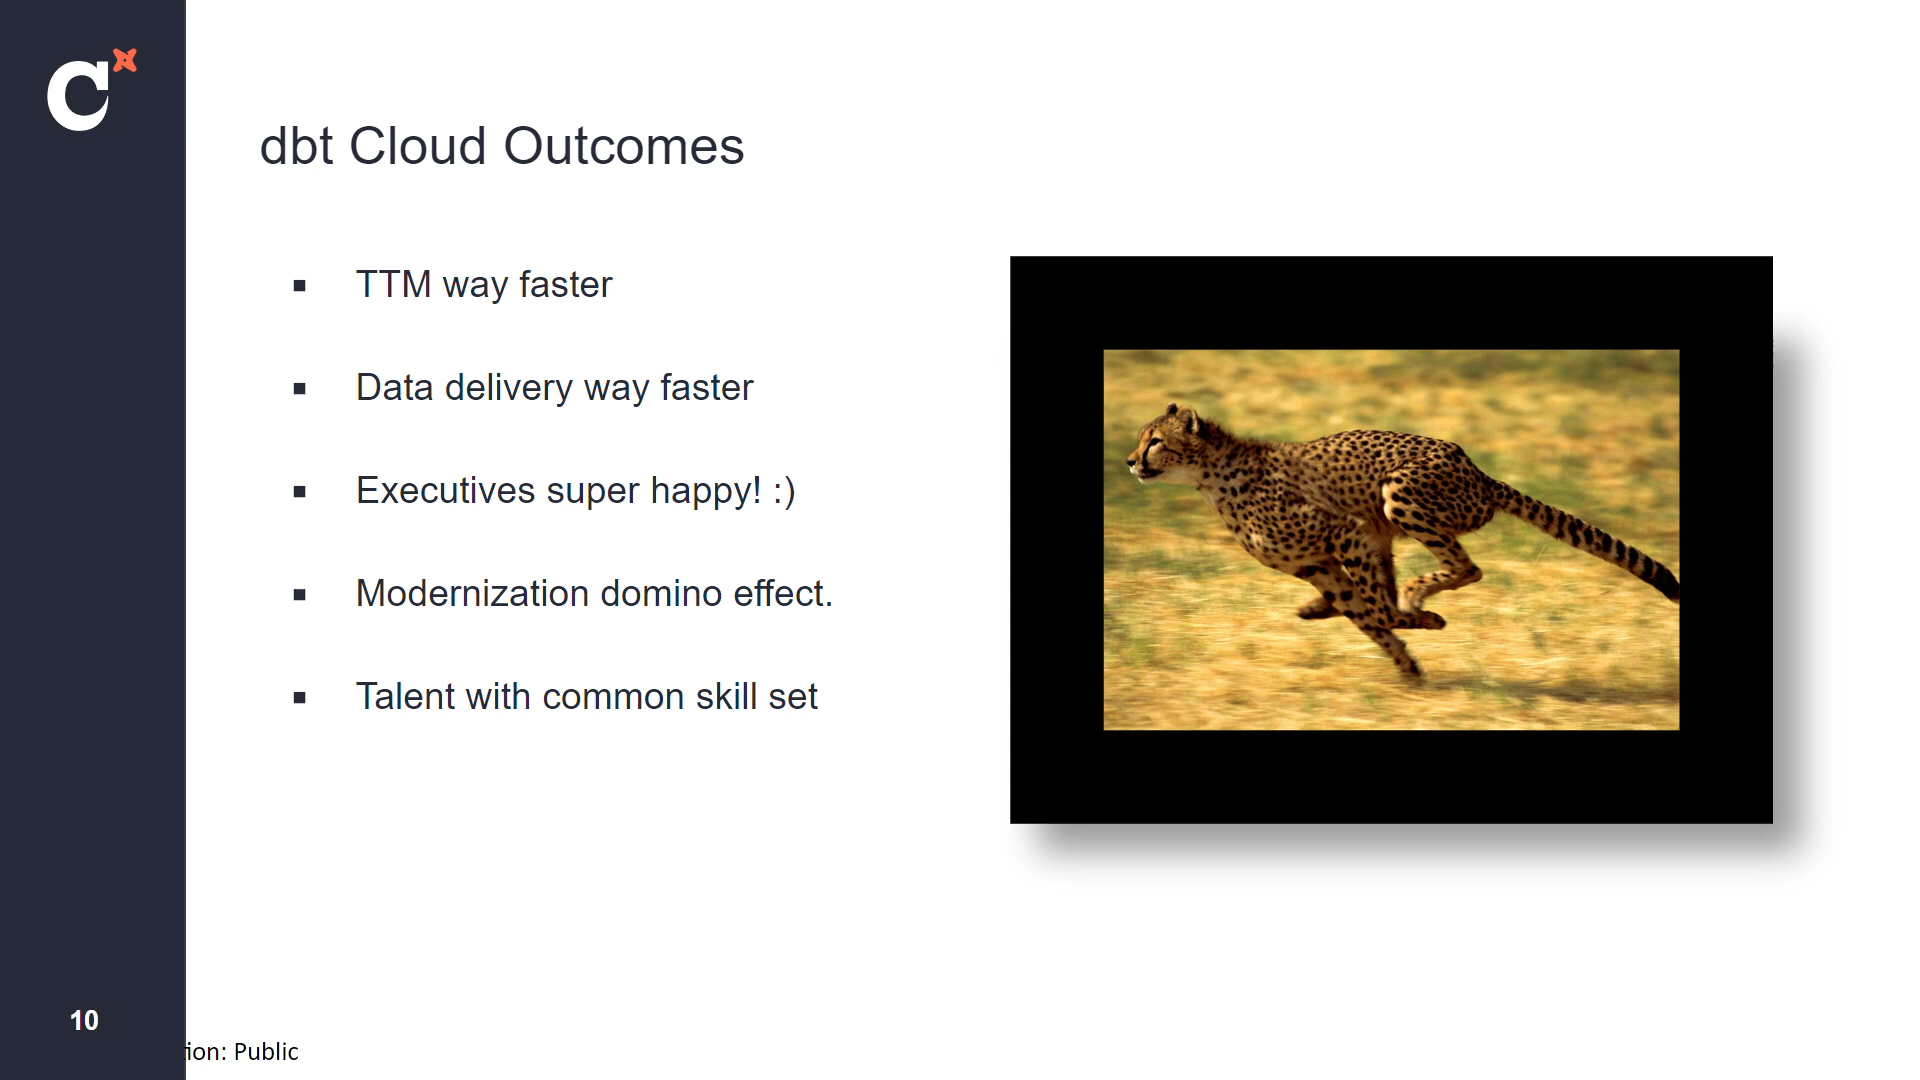 dbt Cloud Outcomes
TTM way faster
Data delivery way faster
Executives super happy! :)
Modernization domino effect.
Talent with common skill set
10
Public